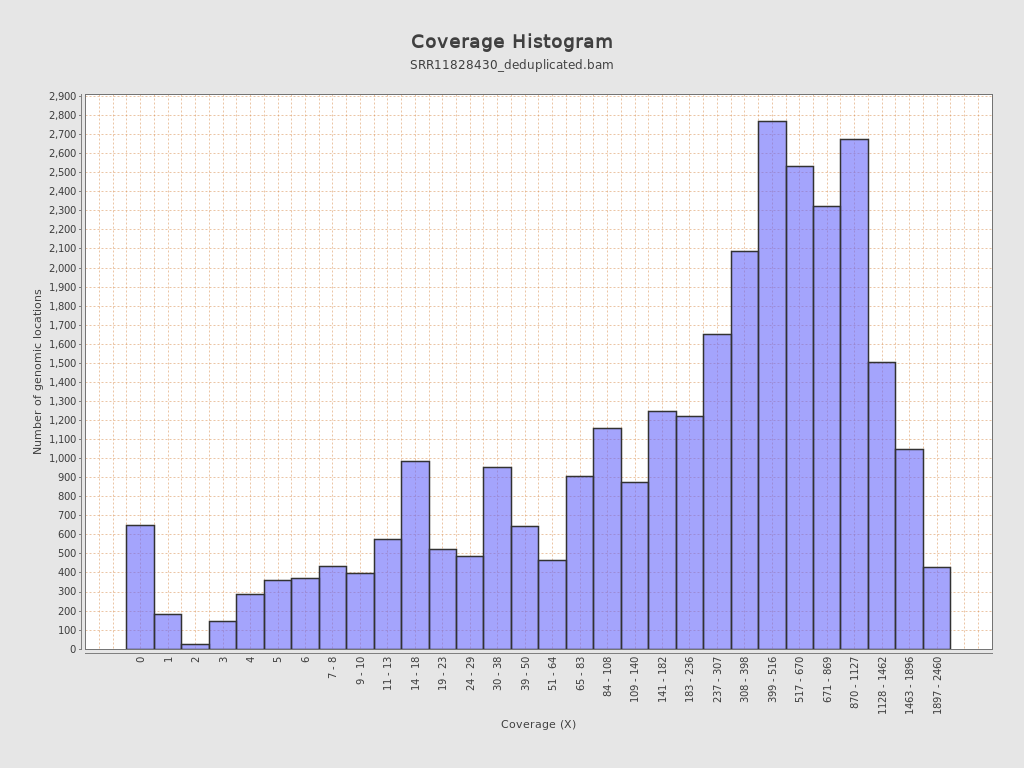 Coverage Histogram
SRR11828430_deduplicated.bam
Number of genomic locations
2,900
2,800
2,700
2,600
2,500
2,400
2,300
2,200
2,100
2,000
1,900
1,800
1,700
1,600
1,500
1,400
1,300
1,200
1,100
1,000
900
800
700
600
500
400
300
200
100
0
0
1
2
3
4
5
6
7 - 8
9 - 10
11 - 13
14 - 18
19 - 23
24 - 29
30 - 38
39 - 50
51 - 64
65 - 83
84 - 108
109 - 140
141 - 182
183 - 236
237 - 307
308 - 398
399 - 516
517 - 670
671 - 869
870 - 1127
1128 - 1462
1463 - 1896
1897 - 2460
Coverage (X)